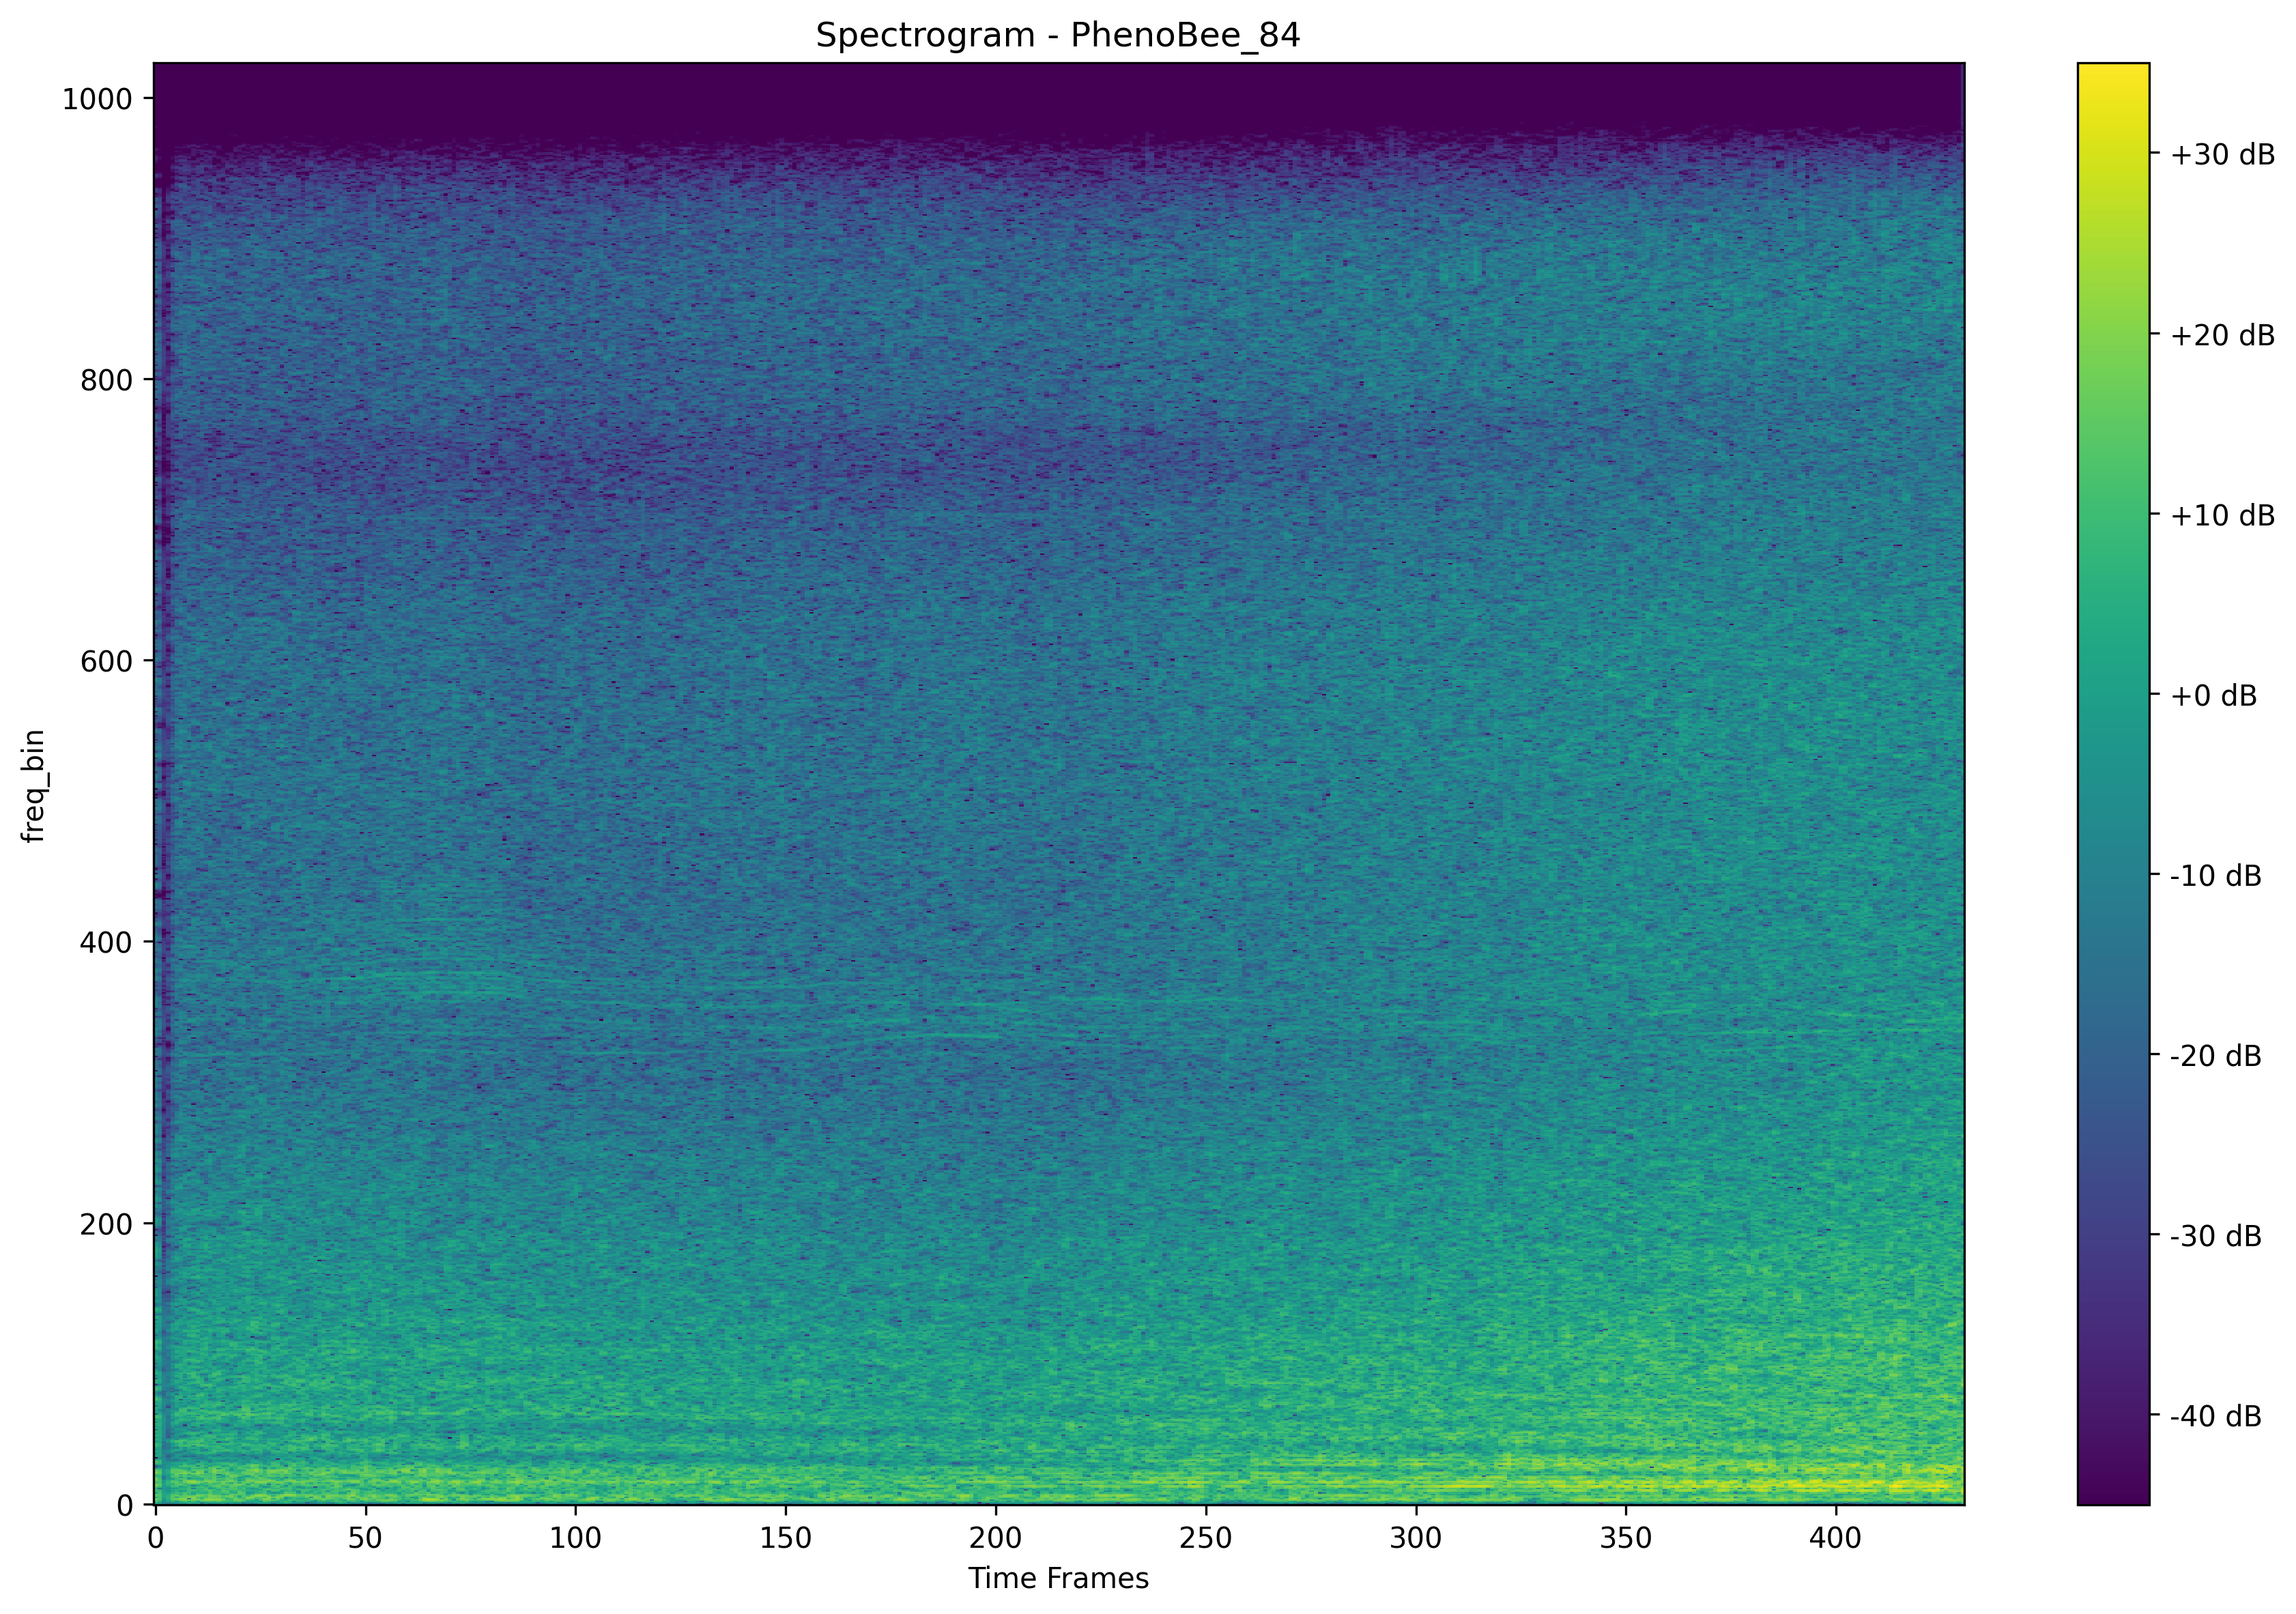 Spectrogram - PhenoBee_84
freq_bin
1000
800
600
400
200
0
0 50 100 150 200 250 300 350 400
Time Frames
+30 dB
+20 dB
+10 dB
+0 dB
-10 dB
-20 dB
-30 dB
-40 dB